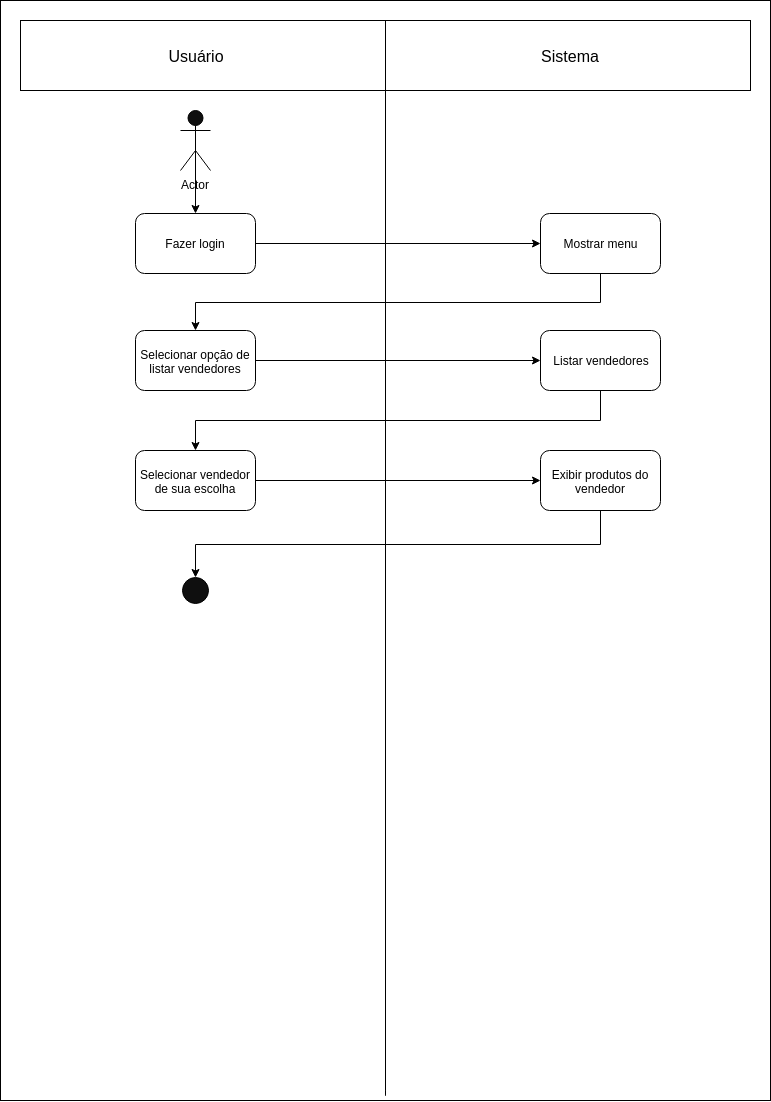 Usuário
Sistema
Actor
Fazer login
Mostrar menu
Selecionar opção de
listar vendedores
Listar vendedores
Selecionar vendedor
de sua escolha
Exibir produtos do
vendedor